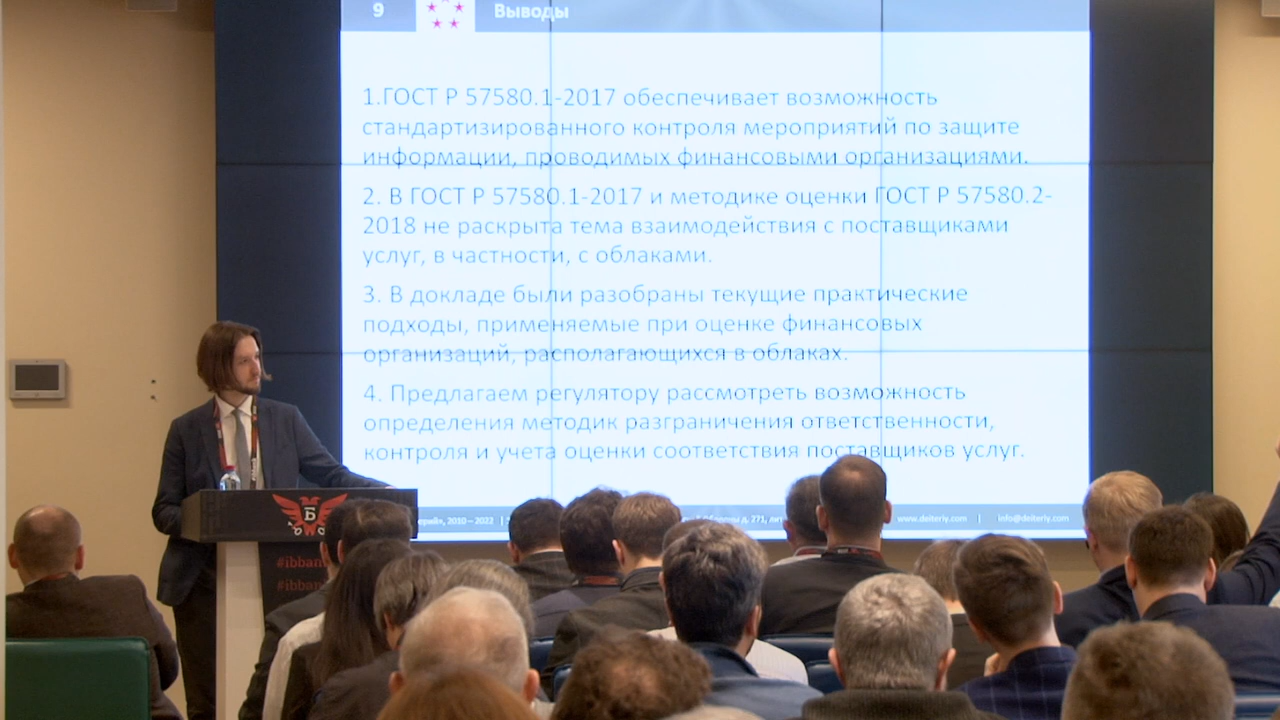 9 Выводы
1.ГОСТ Р 57580.1-2017 обеспечивает возможность
стандартизированного контроля мероприятий по защите
информации, проводимых финансовыми организациями.
2. В ГОСТ Р 57580.1-2017 и методике оценки ГОСТ Р 57580.2-
2018 не раскрыта тема взаимодействия с поставщиками
услуг, в частности, с облаками.
3. В докладе были разобраны текущие практические
подходы, применяемые при оценке финансовых
организаций, располагающихся в облаках.
4. Предлагаем регулятору рассмотреть возможность
определения методик разграничения ответственности,
контроля и учета оценки соответствия поставщиков услуг.
2010 – 2022 | д. 271, | www.deiteriy.com | info@deiteriy.com
Б
#ibban
#ibban